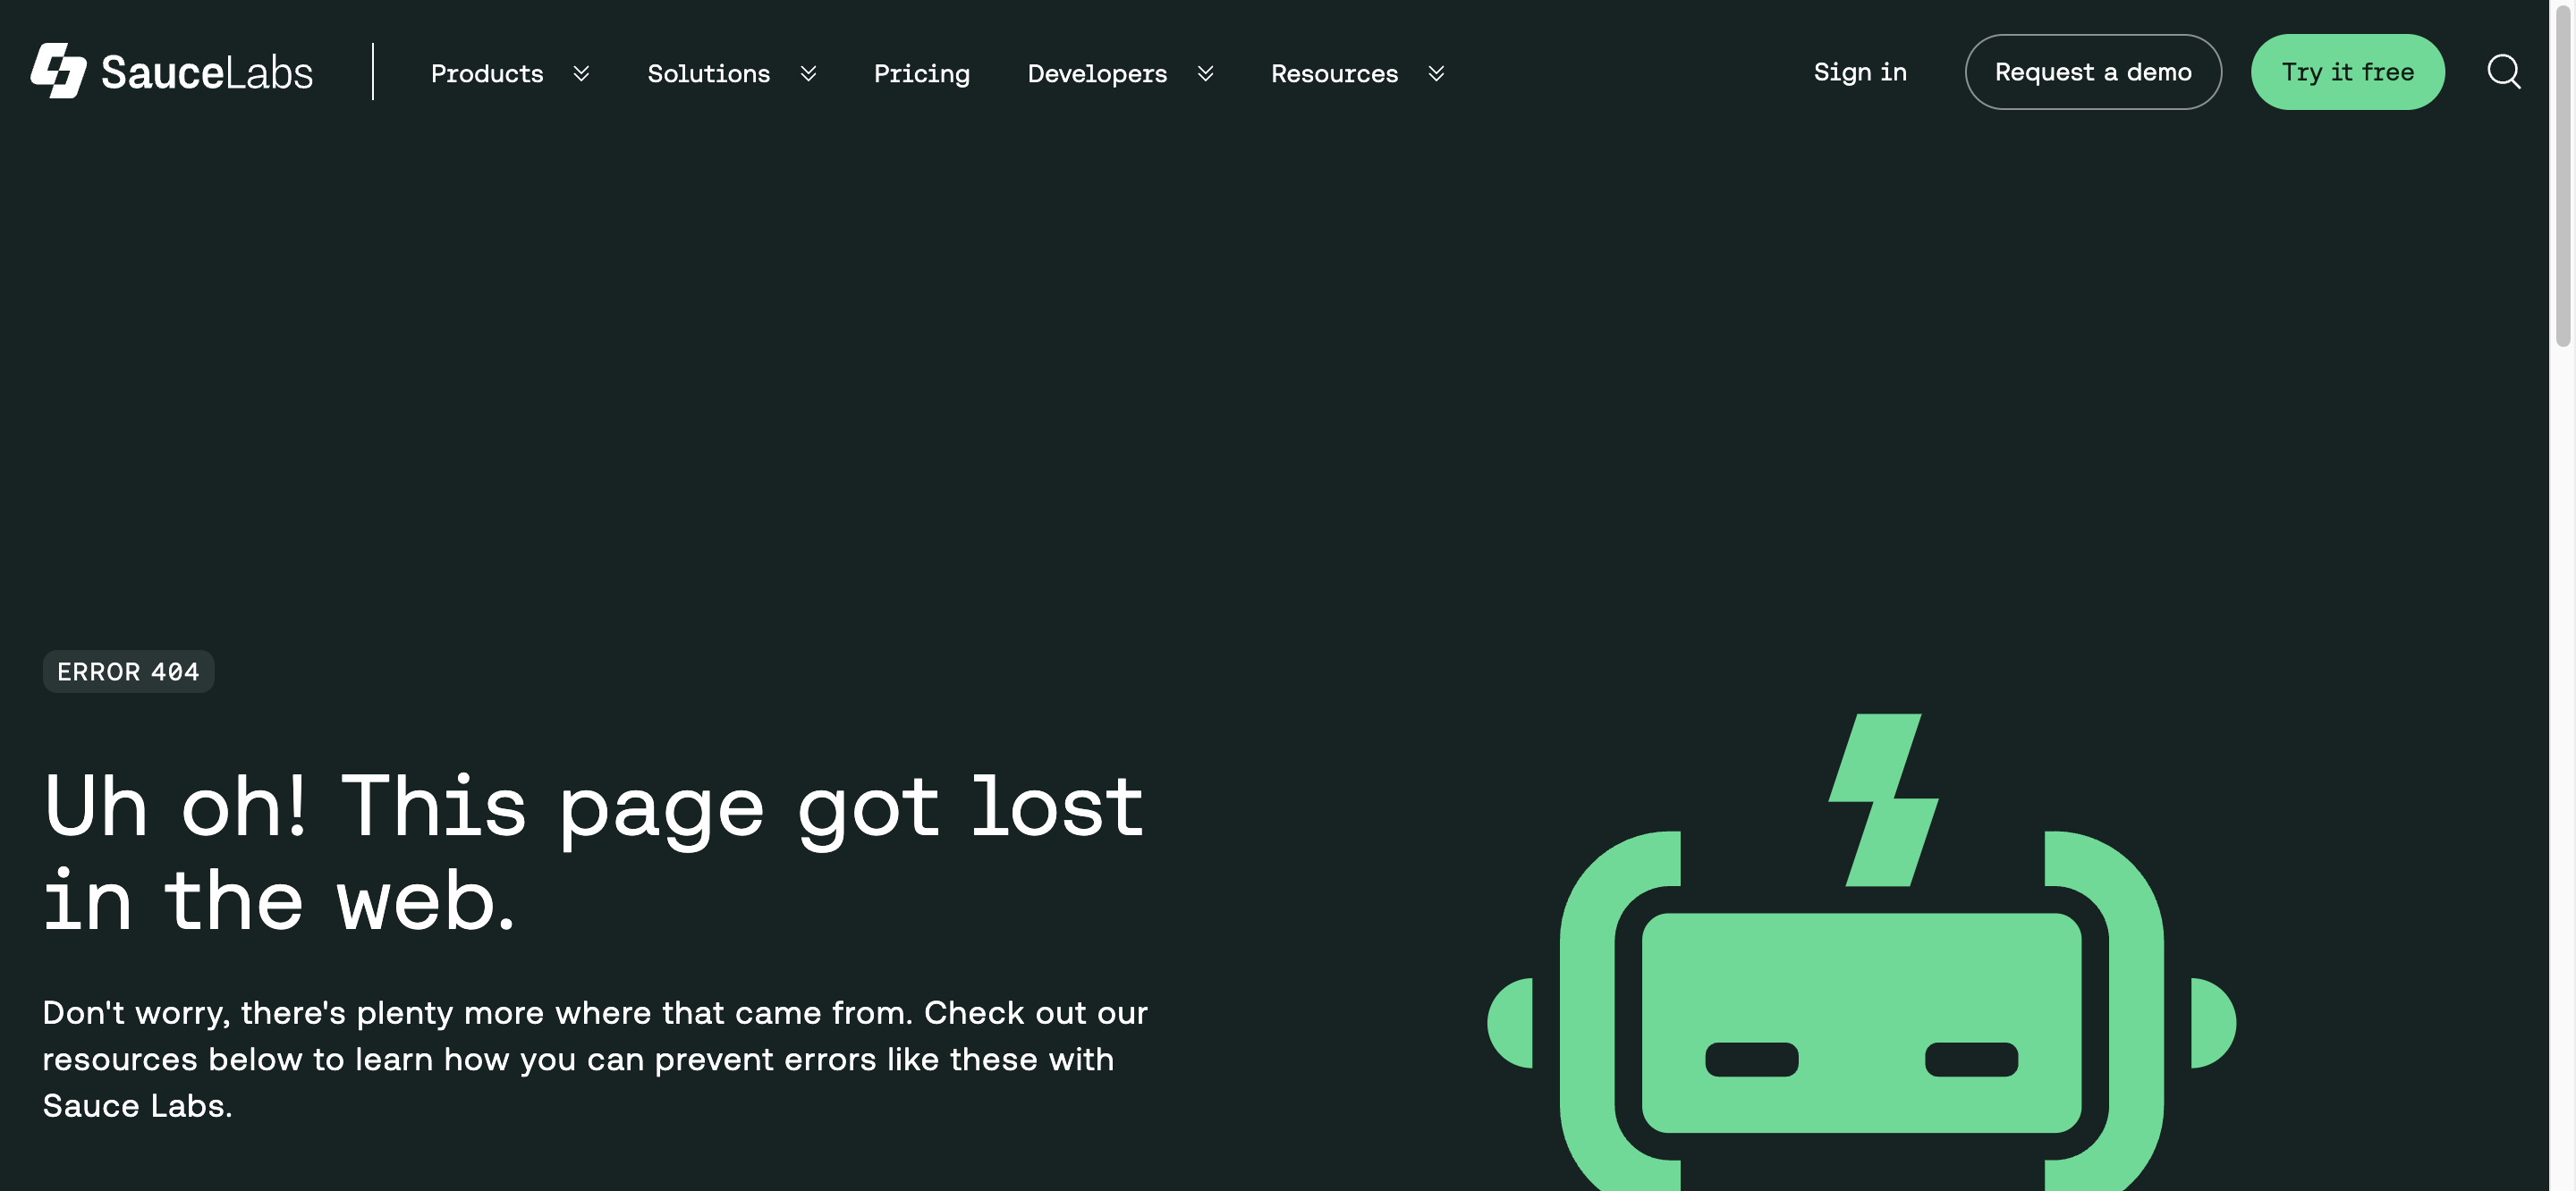 SauceLabs
Products
Solutions
Pricing
Developers
Resources
Sign in
Request a demo
Try it free
ERROR 404
Uh oh! This page got lost
in the web.
Don't worry, there's plenty more where that came from. Check out our
resources below to learn how you can prevent errors like these with
Sauce Labs.